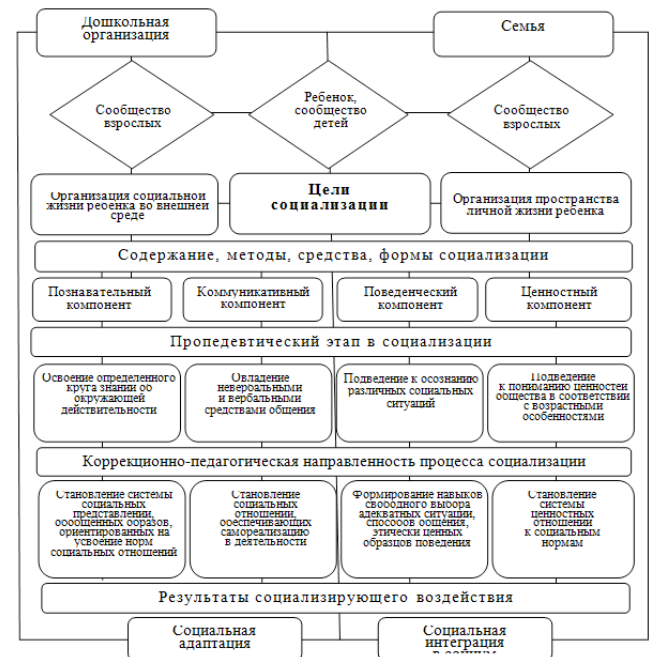 Дошкольная
организация
Семья
Сообщество
взрослых
Ребенок,
сообщество
детей
Сообщество
взрослых
Организация социальной
жизни ребенка во внешней
среде
Цели
социализации
Организация пространства
личной жизни ребенка
Содержание, методы, средства, формы социализации
Познавательный
компонент
Коммуникативный
компонент
Поведенческий
компонент
Ценностный
компонент
Пропедевтический этап в социализации
Освоение определенного
круга знаний об
окружающей
действительности
Овладение
невербальными
и вербальными
средствами общения
Подведение к осознанию
различных социальных
ситуаций
Подведение
к пониманию ценностей
общества в соответствии
с возрастными
особенностями
Коррекционно-педагогическая направленность процесса социализации
Становление системы
социальных
представлений,
обобщенных образов,
ориентированных на
усвоение норм
социальных отношений
Становление
социальных
отношений,
обеспечивающих
самореализацию
в деятельности
Формирование навыков
свободного выбора
адекватных ситуации,
способов общения,
этически ценных
образцов поведения
Становление
системы
ценностных
отношений
к социальным
нормам
Результаты социализирующего воздействия
Социальная
адаптация
Социальная
интеграция
в социум